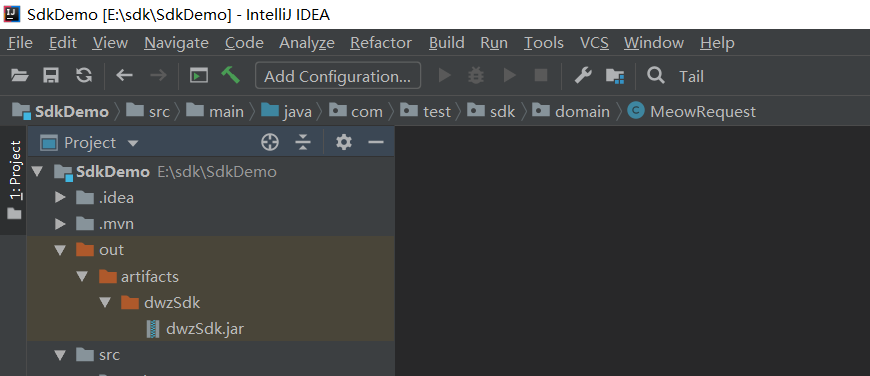 SdkDemo [E:\sdk\SdkDemo] - IntelliJ IDEA
File Edit View Navigate Code Analyze Refactor Build Run Tools VCS Window Help
Add Configuration... Tail
SdkDemo src main java com test sdk domain MeowRequest
1: Project
Project
SdkDemo E:\sdk\SdkDemo
.idea
.mvn
out
artifacts
dwzSdk
dwzSdk.jar
src